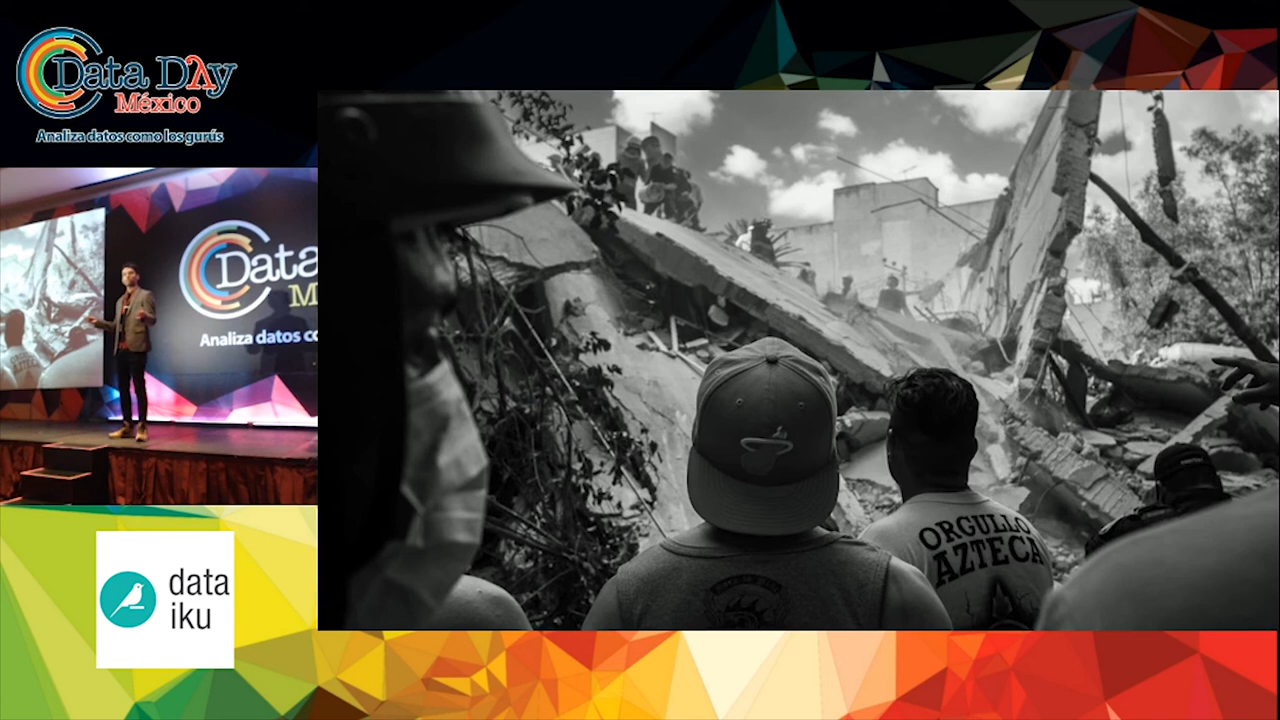 Data Day
México
Analiza datos como los gurús
Data
M
Analiza datos co
ORGULLO
AZTECA
data
iku